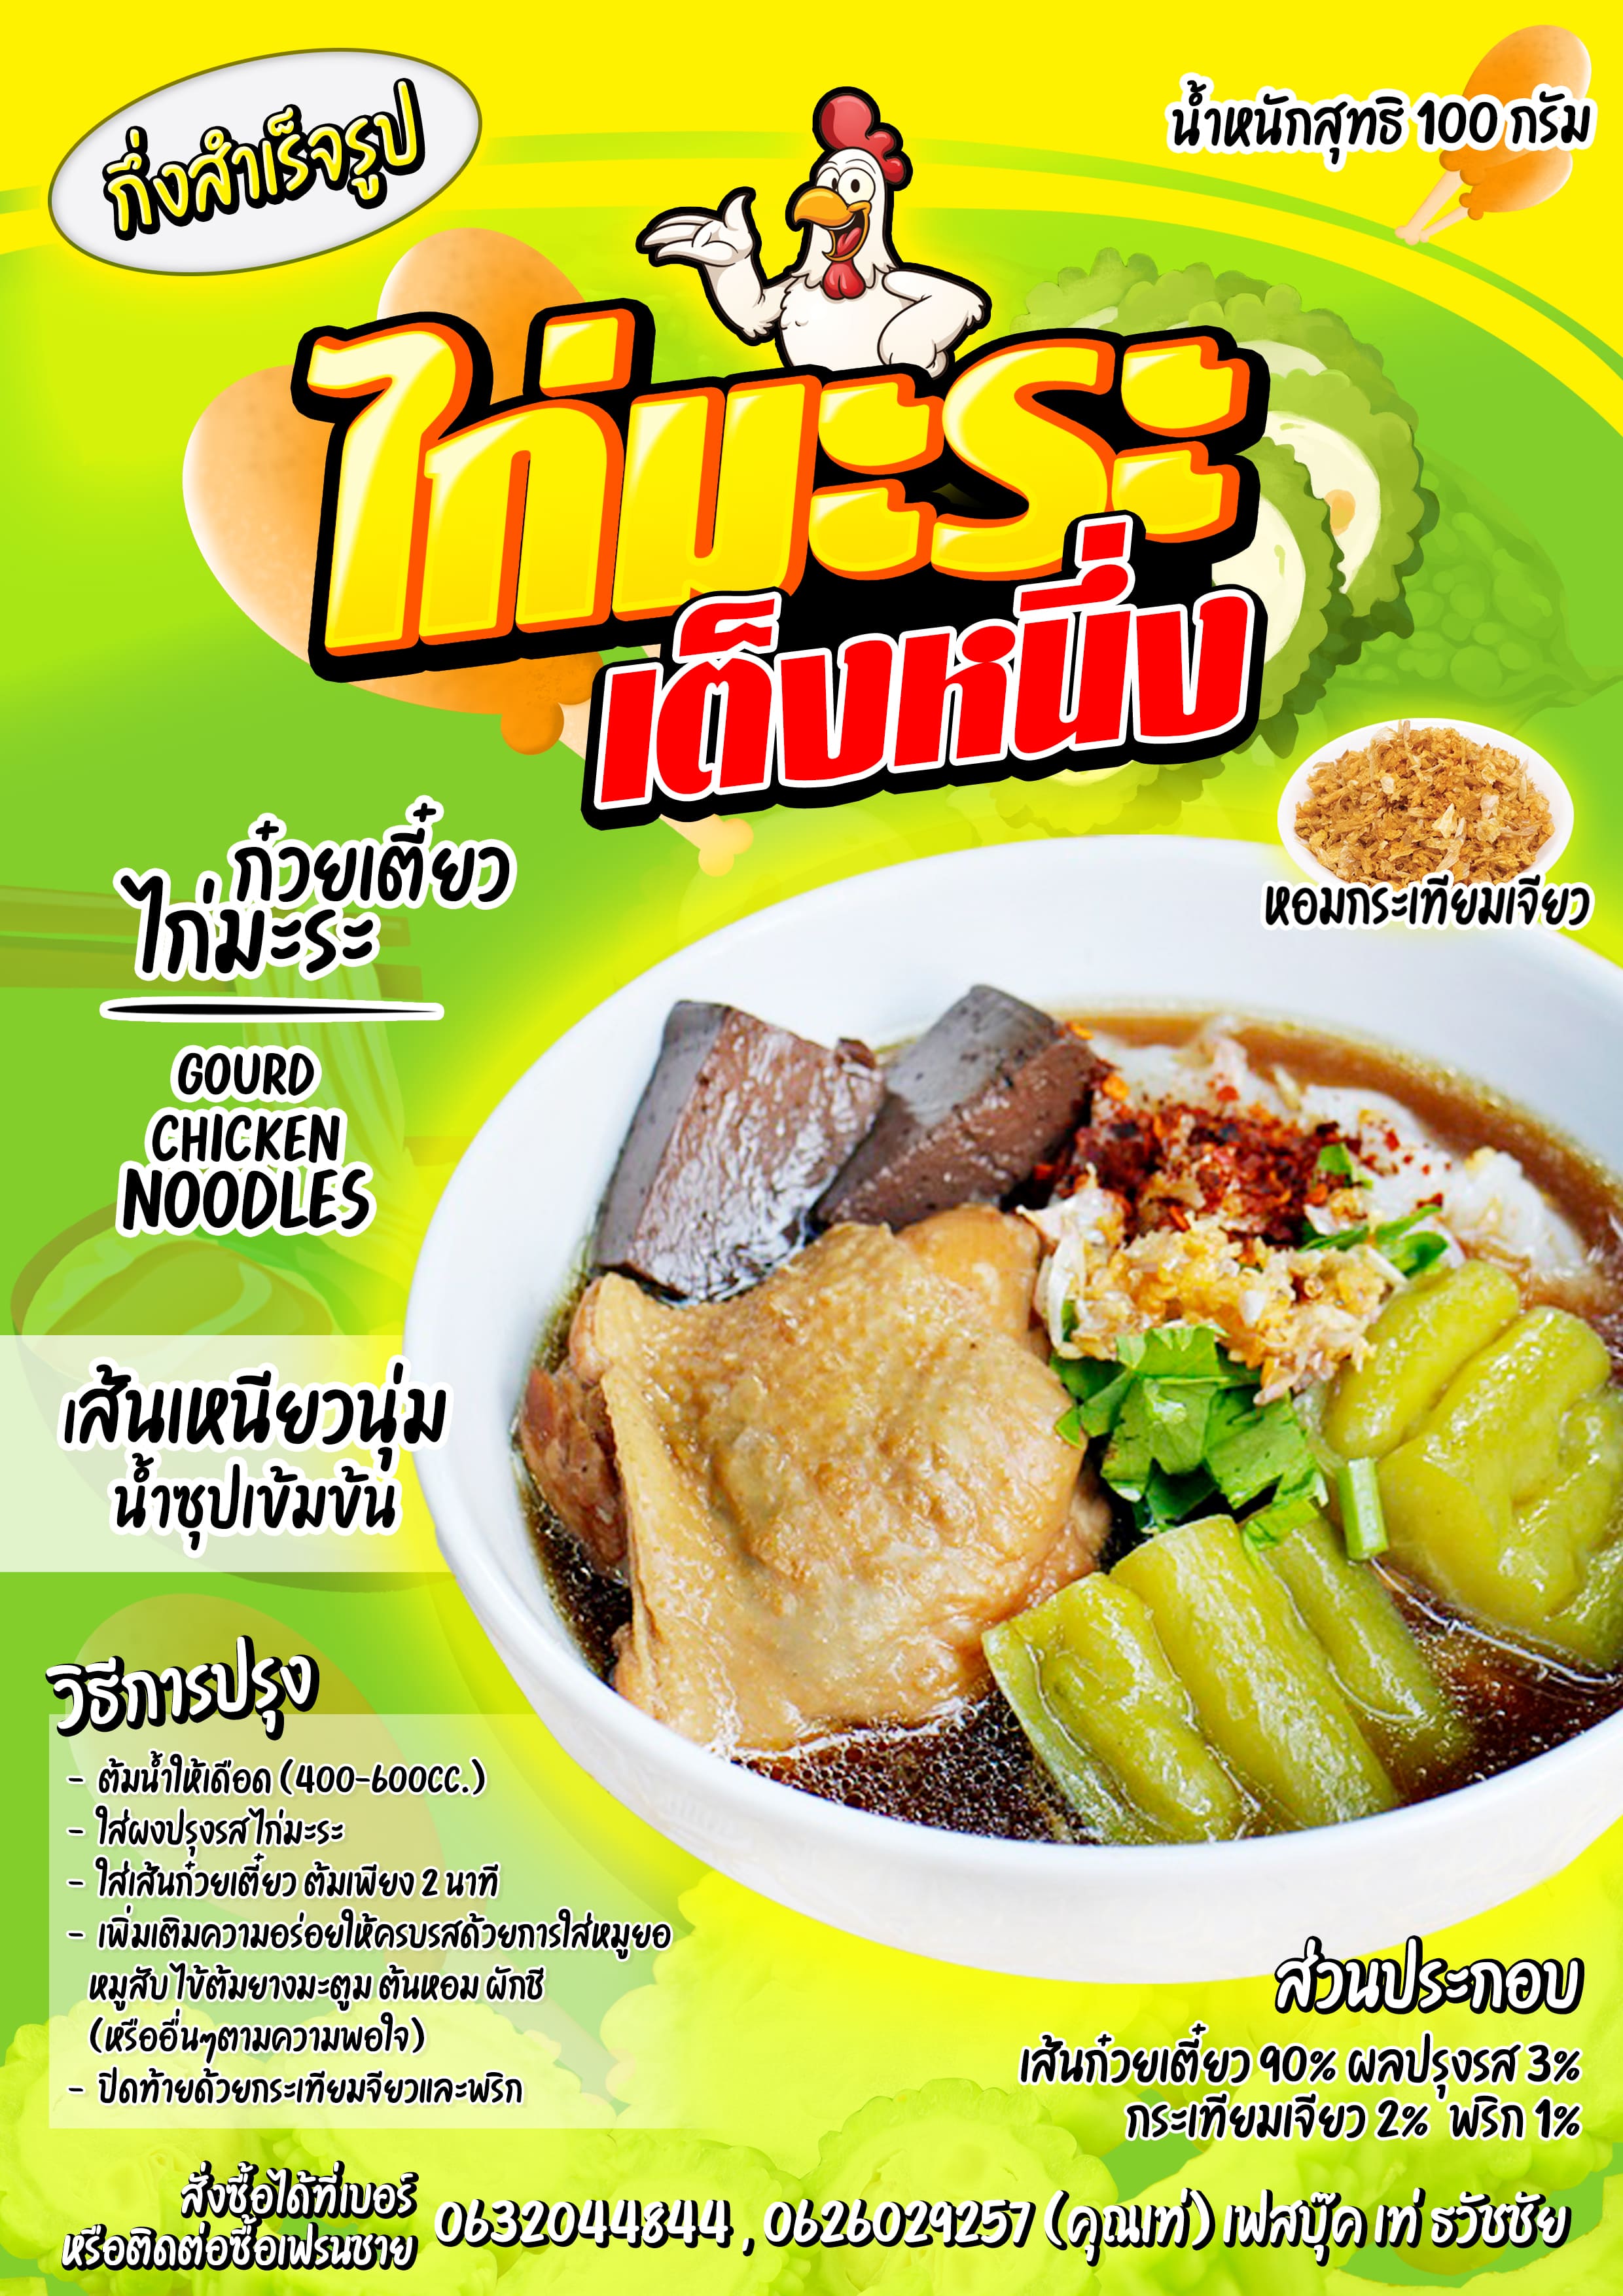 กึ่งสำเร็จรูป
น้ำหนักสุทธิ 100 กรัม
ไก่มะระ
เต็งหนึ่ง
หอมกระเทียมเจียว
ก๋วยเตี๋ยว
ไก่มะระ
GOURD
CHICKEN
NOODLES
เส้นเหนียวนุ่ม
น้ำซุปเข้มข้น
วิธีการปรุง
- ต้มน้ำให้เดือด (400-600CC.)
- ใส่ผงปรุงรสไก่มะระ
- ใส่เส้นก๋วยเตี๋ยว ต้มเพียง 2 นาที
- เพิ่มเติมความอร่อยให้ครบรสด้วยการใส่หมูยอ
หมูสับ ไข้ต้มยางมะตูม ต้นหอม ผักชี
(หรืออื่นๆตามความพอใจ)
- ปิดท้ายด้วยกระเทียมจียวและพริก
ส่วนประกอบ
เส้นก๋วยเตี๋ยว 90% ผลปรุงรส 3%
กระเทียมเจียว 2% พริก 1%
สั่งซื้อได้ที่เบอร์
หรือติดต่อซื้อเฟรนชาย
0632044844 , 0626029257 (คุณเท่) เฟสบุ๊ค เท่ ธวัชชัย